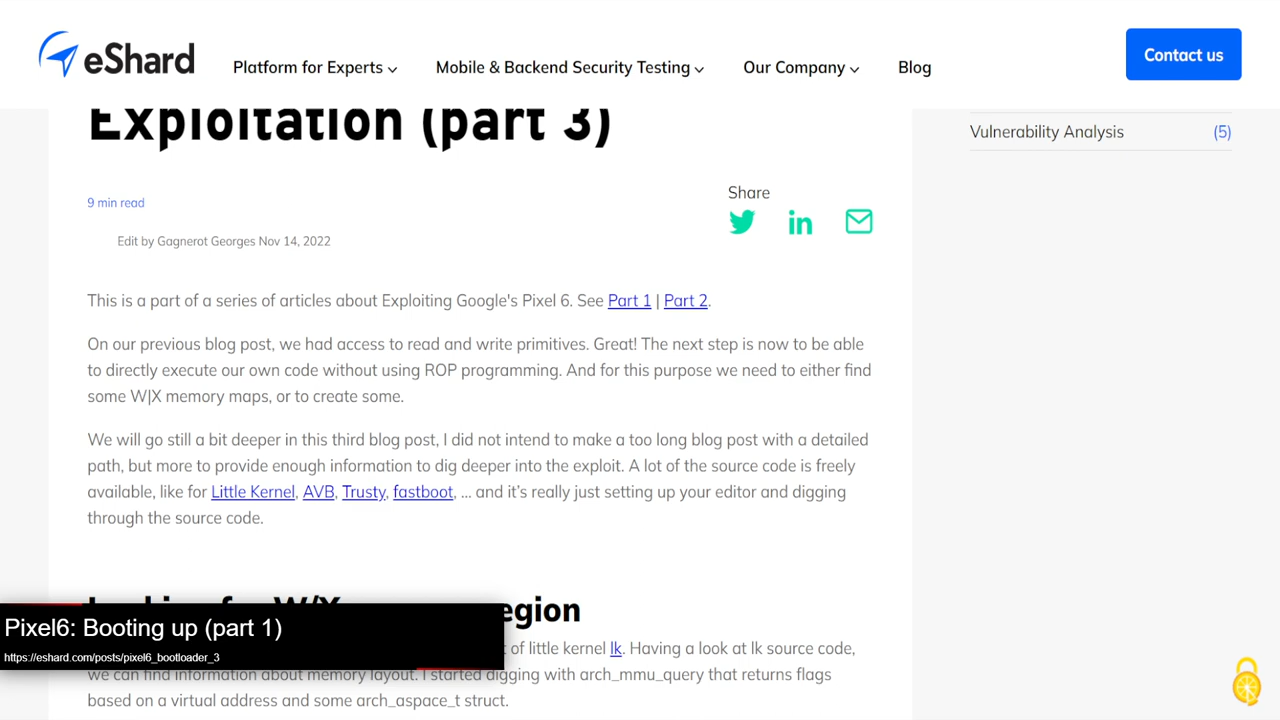 eShard
Platform for Experts
Mobile & Backend Security Testing
Our Company
Blog
Contact us
Exploitation (part 3)
Vulnerability Analysis
(5)
9 min read
Share
Edit by Gagnerot Georges Nov 14, 2022
This is a part of a series of articles about Exploiting Google's Pixel 6. See Part 1 | Part 2.
On our previous blog post, we had access to read and write primitives. Great! The next step is now to be able
to directly execute our own code without using ROP programming. And for this purpose we need to either find
some W|X memory maps, or to create some.
We will go still a bit deeper in this third blog post, I did not intend to make a too long blog post with a detailed
path, but more to provide enough information to dig deeper into the exploit. A lot of the source code is freely
available, like for Little Kernel, AVB, Trusty, fastboot, ... and it’s really just setting up your editor and digging
through the source code.
Looking for W/X egion
Pixel6: Booting up (part 1)
https://eshard.com/posts/pixel6_bootloader_3
of little kernel lk. Having a look at lk source code,
we can find information about memory layout. I started digging with arch_mmu_query that returns flags
based on a virtual address and some arch_aspace_t struct.